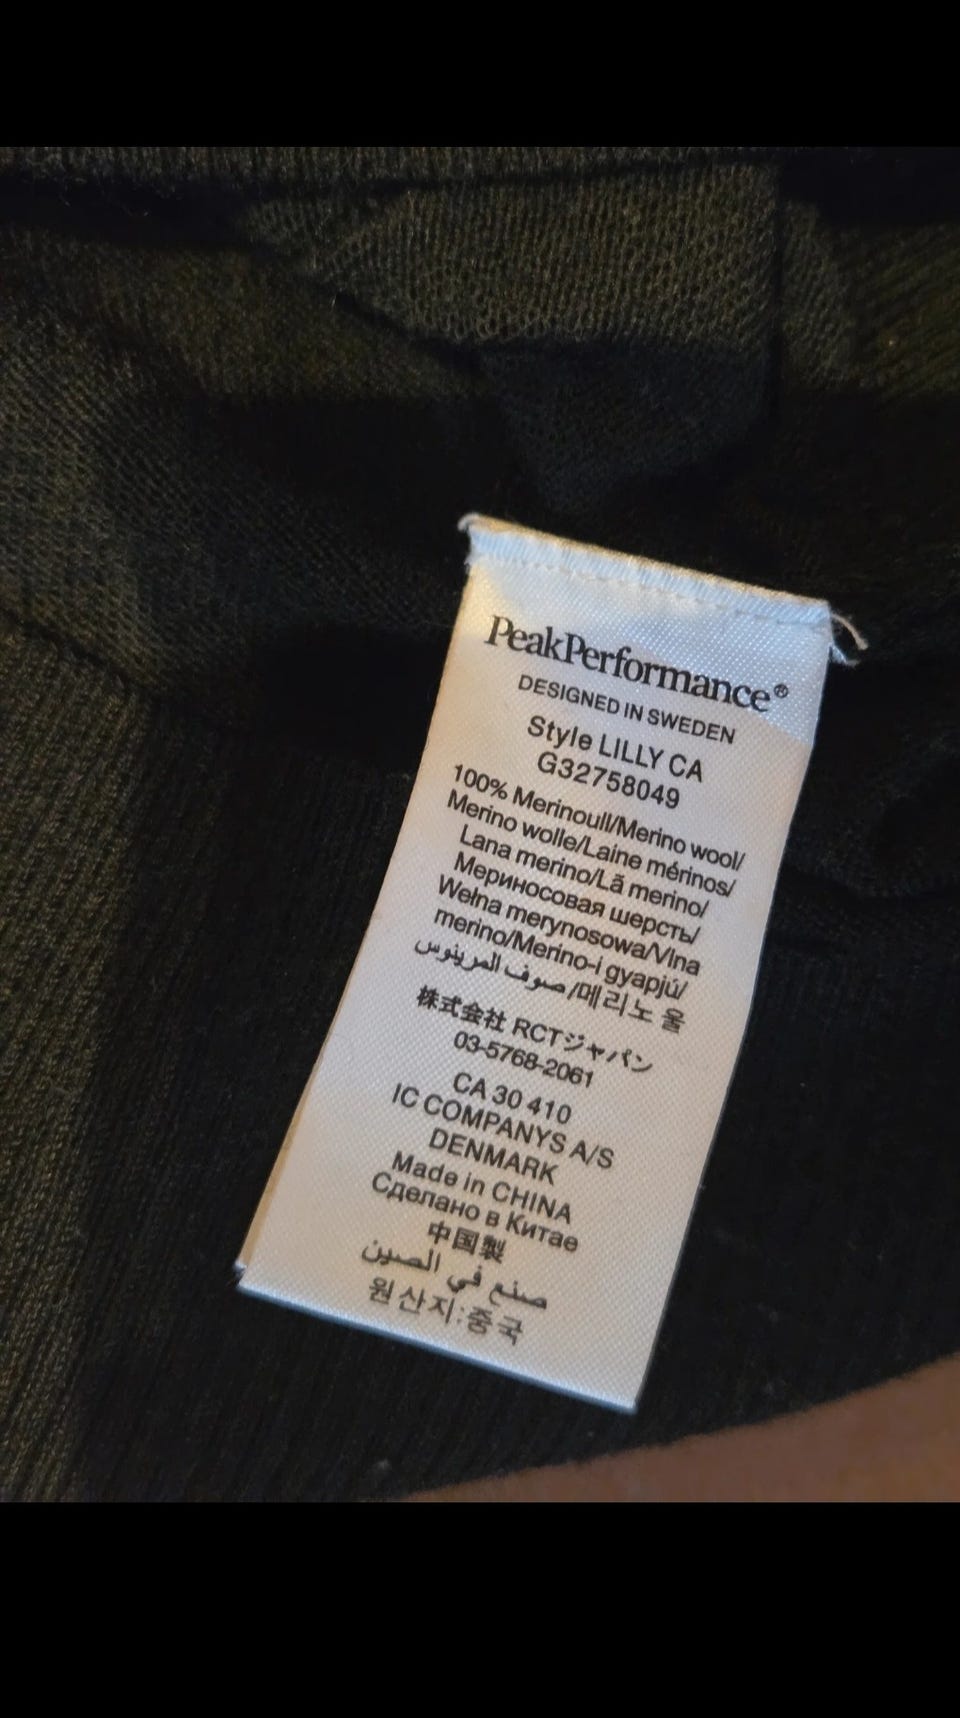 PeakPerformance®
DESIGNED IN SWEDEN
Style LILLY CA
G32758049
100% Merinoull/Merino wool/
Merino wolle/Laine mérinos/
Lana merino/Lã merino/
Мериносовая шерсть/
Wełna merynosowa/Vlna
merino/Merino-i gyapjú/
صوف المرينوس/메리노 울
株式会社 RCTジャパン
03-5768-2061
CA 30 410
IC COMPANYS A/S
DENMARK
Made in CHINA
Сделано в Китае
中国製
صنع في الصين
원산지:중국